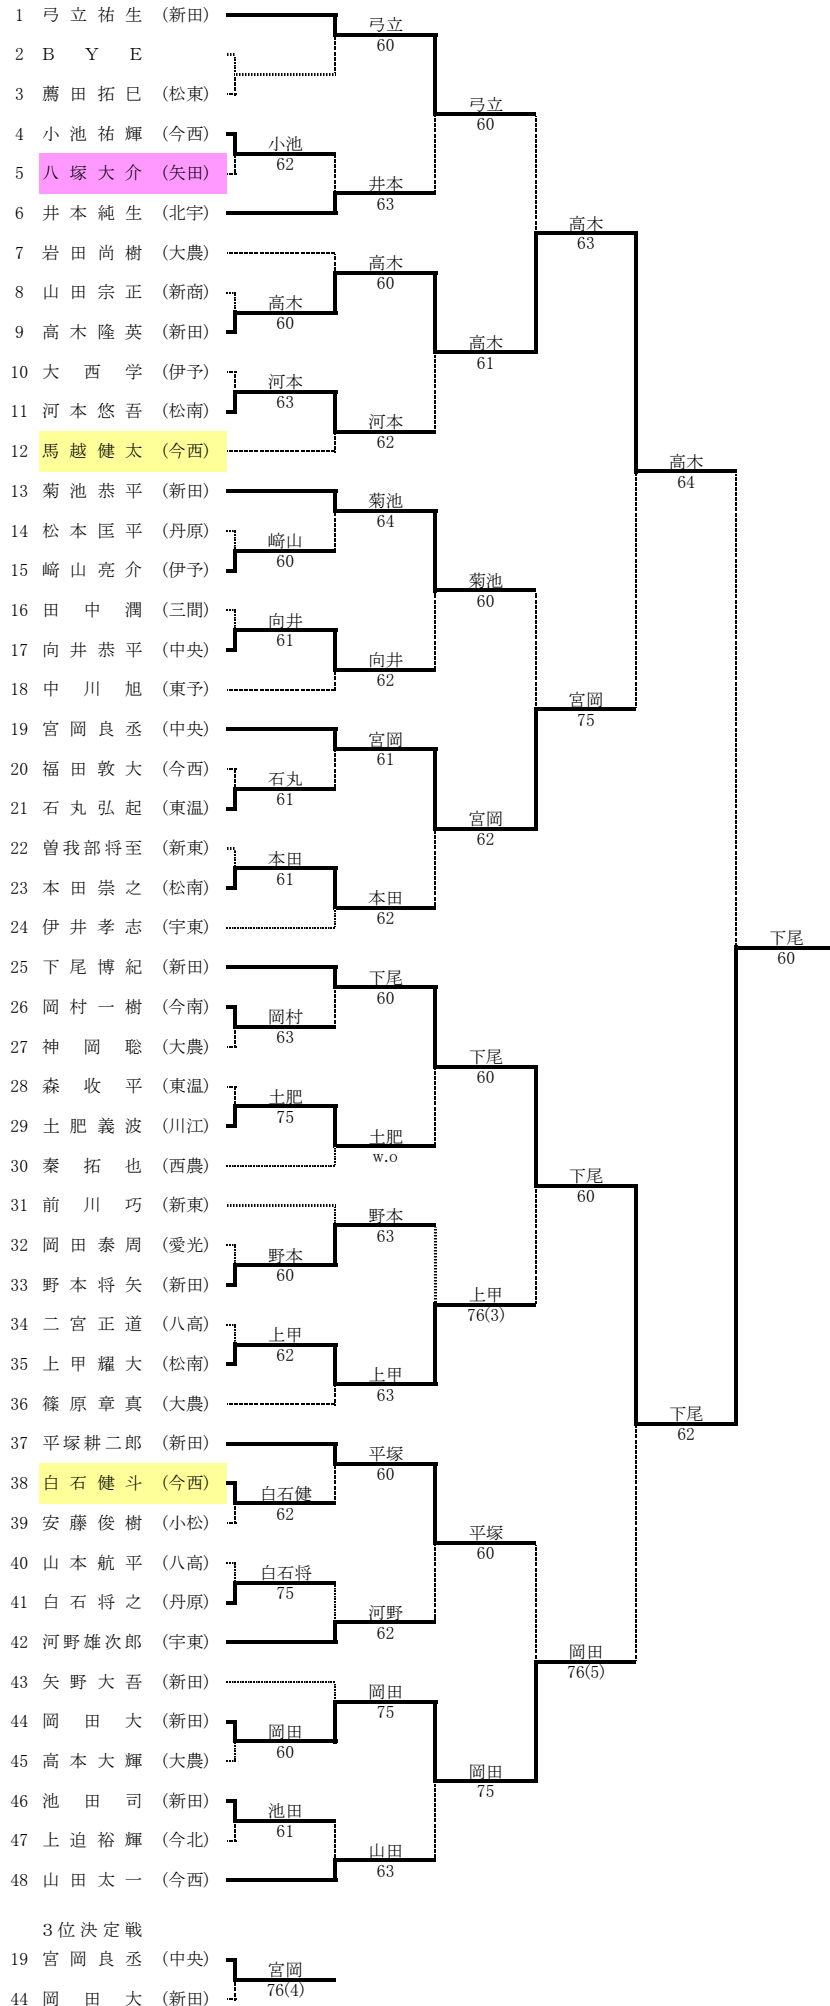 1 弓立祐生 (新田)
弓立
60
2 B Y E
3 薦田拓巳 (松東)
弓立
60
4 小池祐輝 (今西)
小池
62
5 八塚大介 (矢田)
井本
63
6 井本純生 (北宇)
高木
63
7 岩田尚樹 (大農)
高木
60
8 山田宗正 (新商)
高木
60
9 高木隆英 (新田)
高木
61
10 大西学 (伊予)
河本
63
11 河本悠吾 (松南)
河本
62
12 馬越健太 (今西)
高木
64
13 菊池恭平 (新田)
菊池
64
14 松本匡平 (丹原)
﨑山
60
15 﨑山亮介 (伊予)
菊池
60
16 田中潤 (三間)
向井
61
17 向井恭平 (中央)
向井
62
18 中川旭 (東予)
宮岡
75
19 宮岡良丞 (中央)
宮岡
61
20 福田敦大 (今西)
石丸
61
21 石丸弘起 (東温)
宮岡
62
22 曽我部将至 (新東)
本田
61
23 本田崇之 (松南)
本田
62
24 伊井孝志 (宇東)
下尾
60
25 下尾博紀 (新田)
下尾
60
26 岡村一樹 (今南)
岡村
63
27 神岡聡 (大農)
下尾
60
28 森收平 (東温)
土肥
75
29 土肥義波 (川江)
土肥
w.o
30 秦拓也 (西農)
下尾
60
31 前川巧 (新東)
野本
63
32 岡田泰周 (愛光)
野本
60
33 野本将矢 (新田)
上甲
76(3)
34 二宮正道 (八高)
上甲
62
35 上甲耀大 (松南)
上甲
63
36 篠原章真 (大農)
下尾
62
37 平塚耕二郎 (新田)
平塚
60
38 白石健斗 (今西)
白石健
62
39 安藤俊樹 (小松)
平塚
60
40 山本航平 (八高)
白石将
75
41 白石将之 (丹原)
河野
62
42 河野雄次郎 (宇東)
岡田
76(5)
43 矢野大吾 (新田)
岡田
75
44 岡田大 (新田)
岡田
60
45 高本大輝 (大農)
岡田
75
46 池田司 (新田)
池田
61
47 上迫裕輝 (今北)
山田
63
48 山田太一 (今西)
3位決定戦
19 宮岡良丞 (中央)
宮岡
76(4)
44 岡田大 (新田)